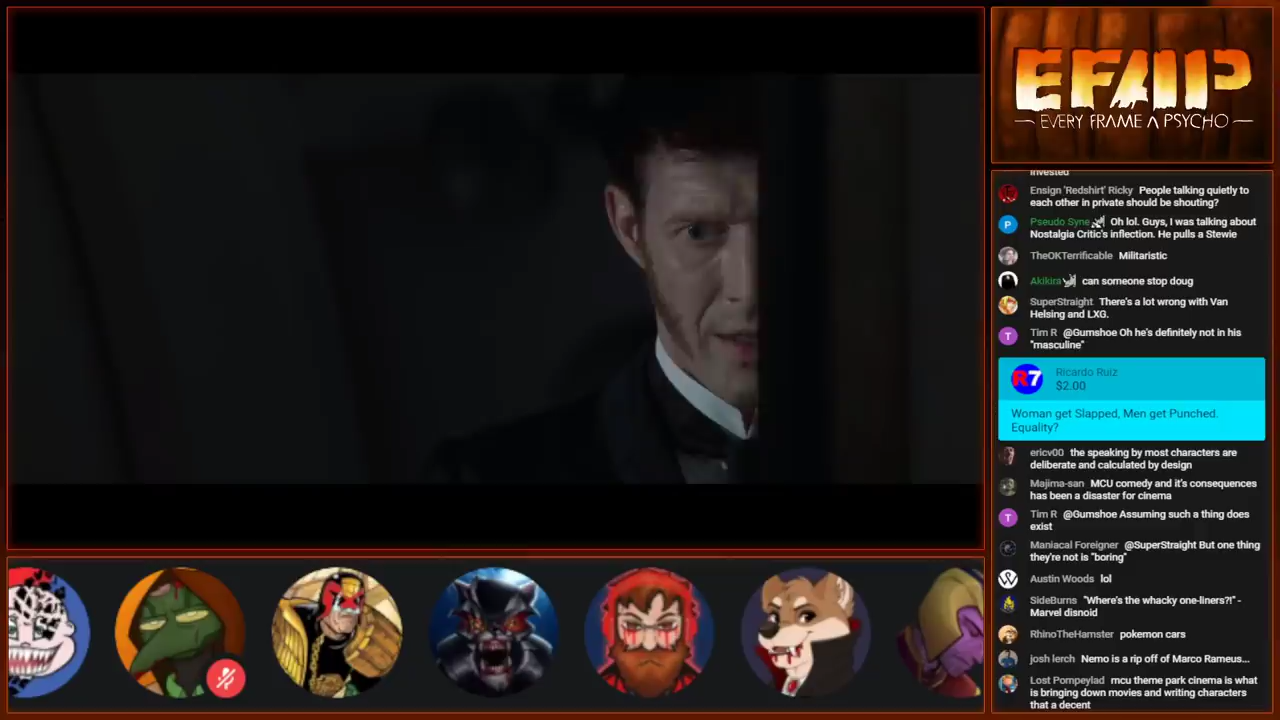 EFAIP
EVERY FRAME A PSYCHO
invested
Ensign 'Redshirt' Ricky People talking quietly to
each other in private should be shouting?
P
Pseudo Syne Oh lol. Guys, I was talking about
Nostalgia Critic's inflection. He pulls a Stewie
TheOKTerrificable Militaristic
Akikira can someone stop doug
SuperStraight There's a lot wrong with Van
Helsing and LXG.
T
Tim R @Gumshoe Oh he's definitely not in his
"masculine"
R7
Ricardo Ruiz
$2.00
Woman get Slapped, Men get Punched.
Equality?
ericv00 the speaking by most characters are
deliberate and calculated by design
Majima-san MCU comedy and it's consequences
has been a disaster for cinema
T
Tim R @Gumshoe Assuming such a thing does
exist
Maniacal Foreigner @SuperStraight But one thing
they're not is "boring"
Austin Woods lol
SideBurns "Where's the whacky one-liners?!" -
Marvel disnoid
RhinoTheHamster pokemon cars
josh lerch Nemo is a rip off of Marco Rameus...
Lost Pompeylad mcu theme park cinema is what
is bringing down movies and writing characters
that a decent